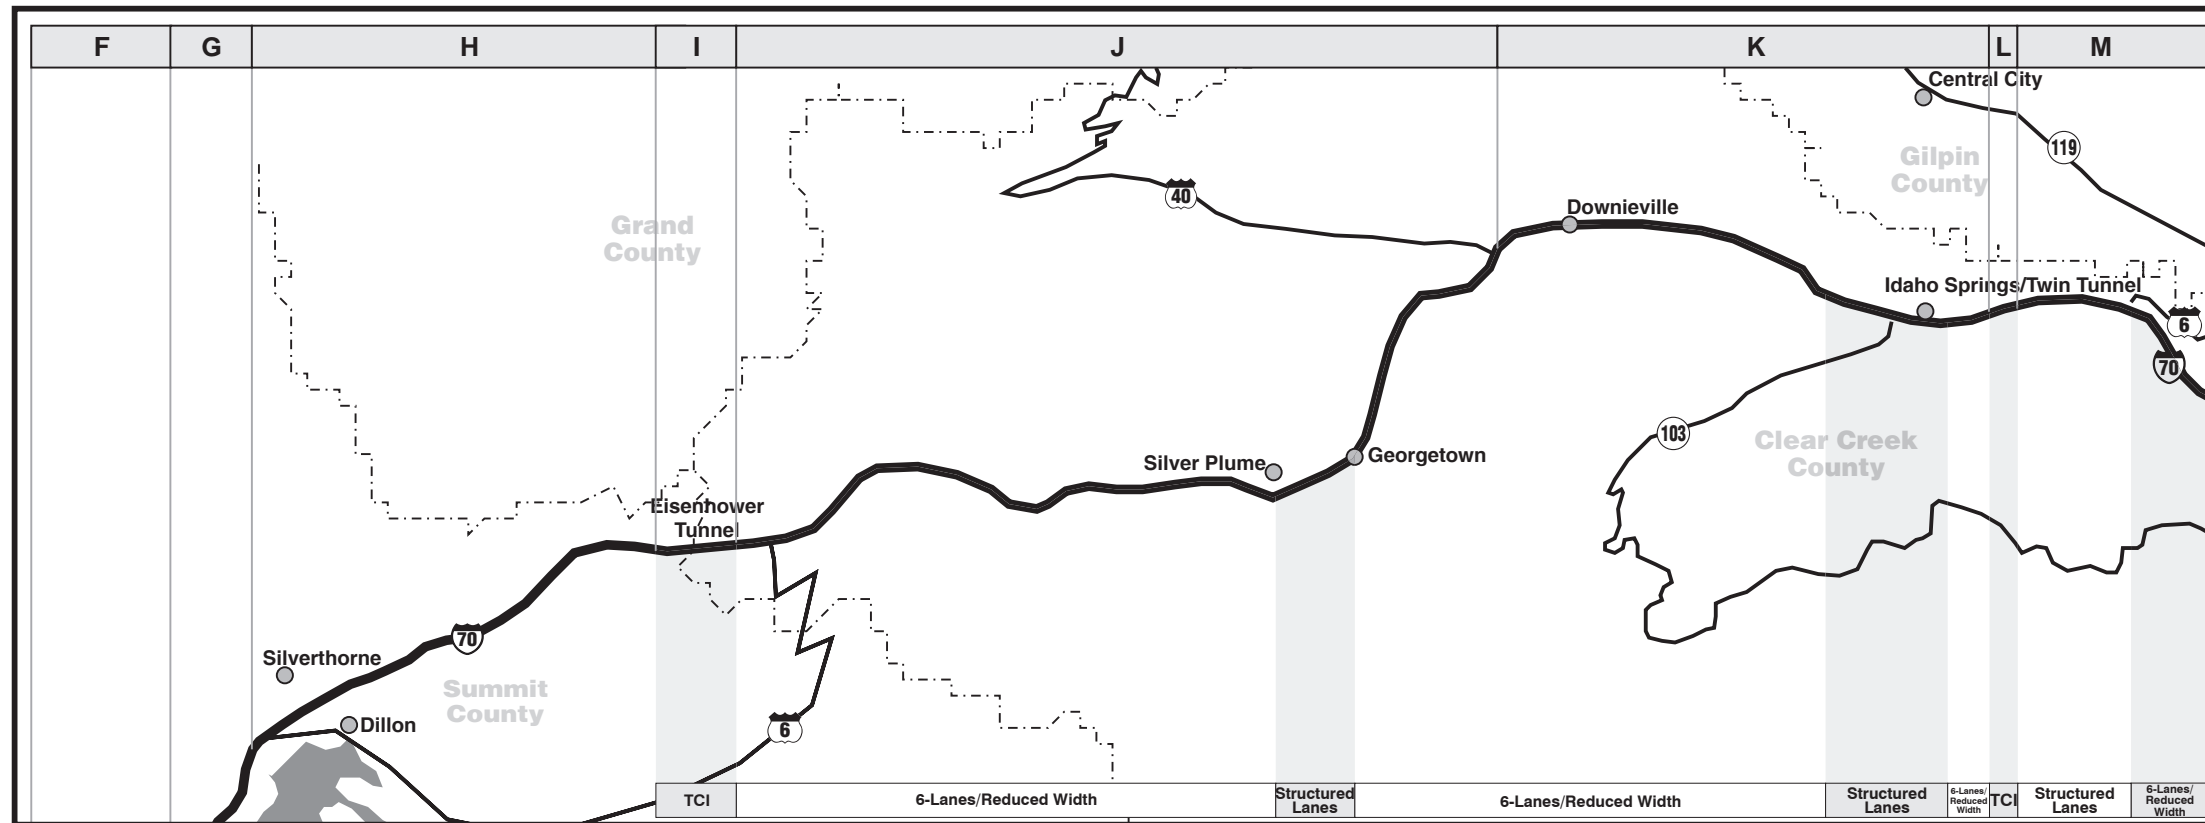 F G H I J K L M
Central City
119
Gilpin
County
40
Downieville
Grand
County
Idaho Springs/Twin Tunnel
6
70
103
Clear Creek
County
Silver Plume
Georgetown
Eisenhower
Tunnel
70
Silverthorne
Summit
County
Dillon
6
TCI
6-Lanes/Reduced Width
Structured
Lanes
6-Lanes/Reduced Width
Structured
Lanes
6-Lanes/
Reduced
Width
TCI
Structured
Lanes
6-Lanes/
Reduced
Width